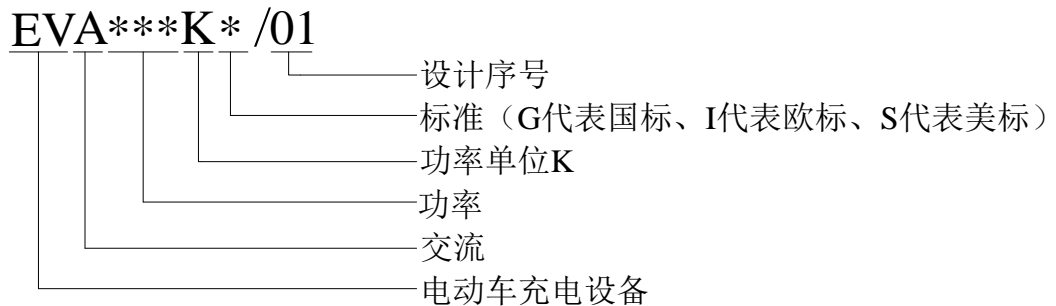 EVA***K* /01
设计序号
标准（G代表国标、I代表欧标、S代表美标）
功率单位K
功率
交流
电动车充电设备